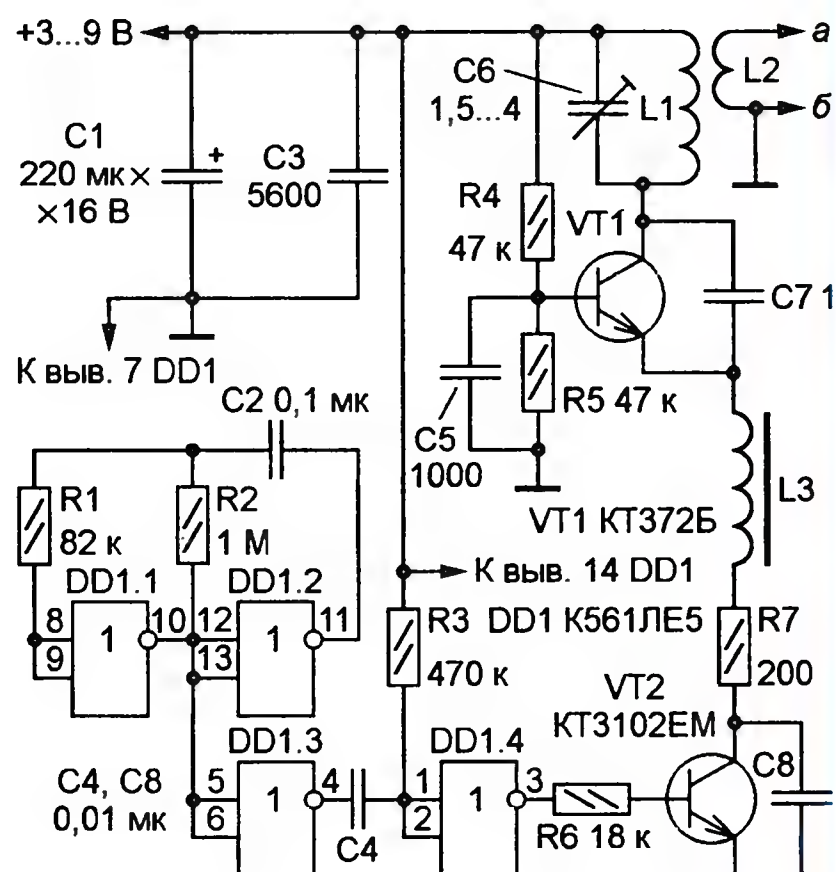 +3...9 В
а
C6
L2
1,5...4
L1
б
C1
220 мк×
×16 В
C3
5600
R4
47 к
VT1
C7 1
К выв. 7 DD1
C2 0,1 мк
R5 47 к
C5
1000
R1
82 к
R2
1 М
L3
VT1 КТ372Б
DD1.1
DD1.2
К выв. 14 DD1
8
9
1
10
12
13
1
11
R3
470 к
DD1 К561ЛЕ5
R7
200
VT2
КТ3102ЕМ
DD1.3
DD1.4
C8
C4, C8
0,01 мк
5
6
1
4
C4
1
2
1
3
R6 18 к